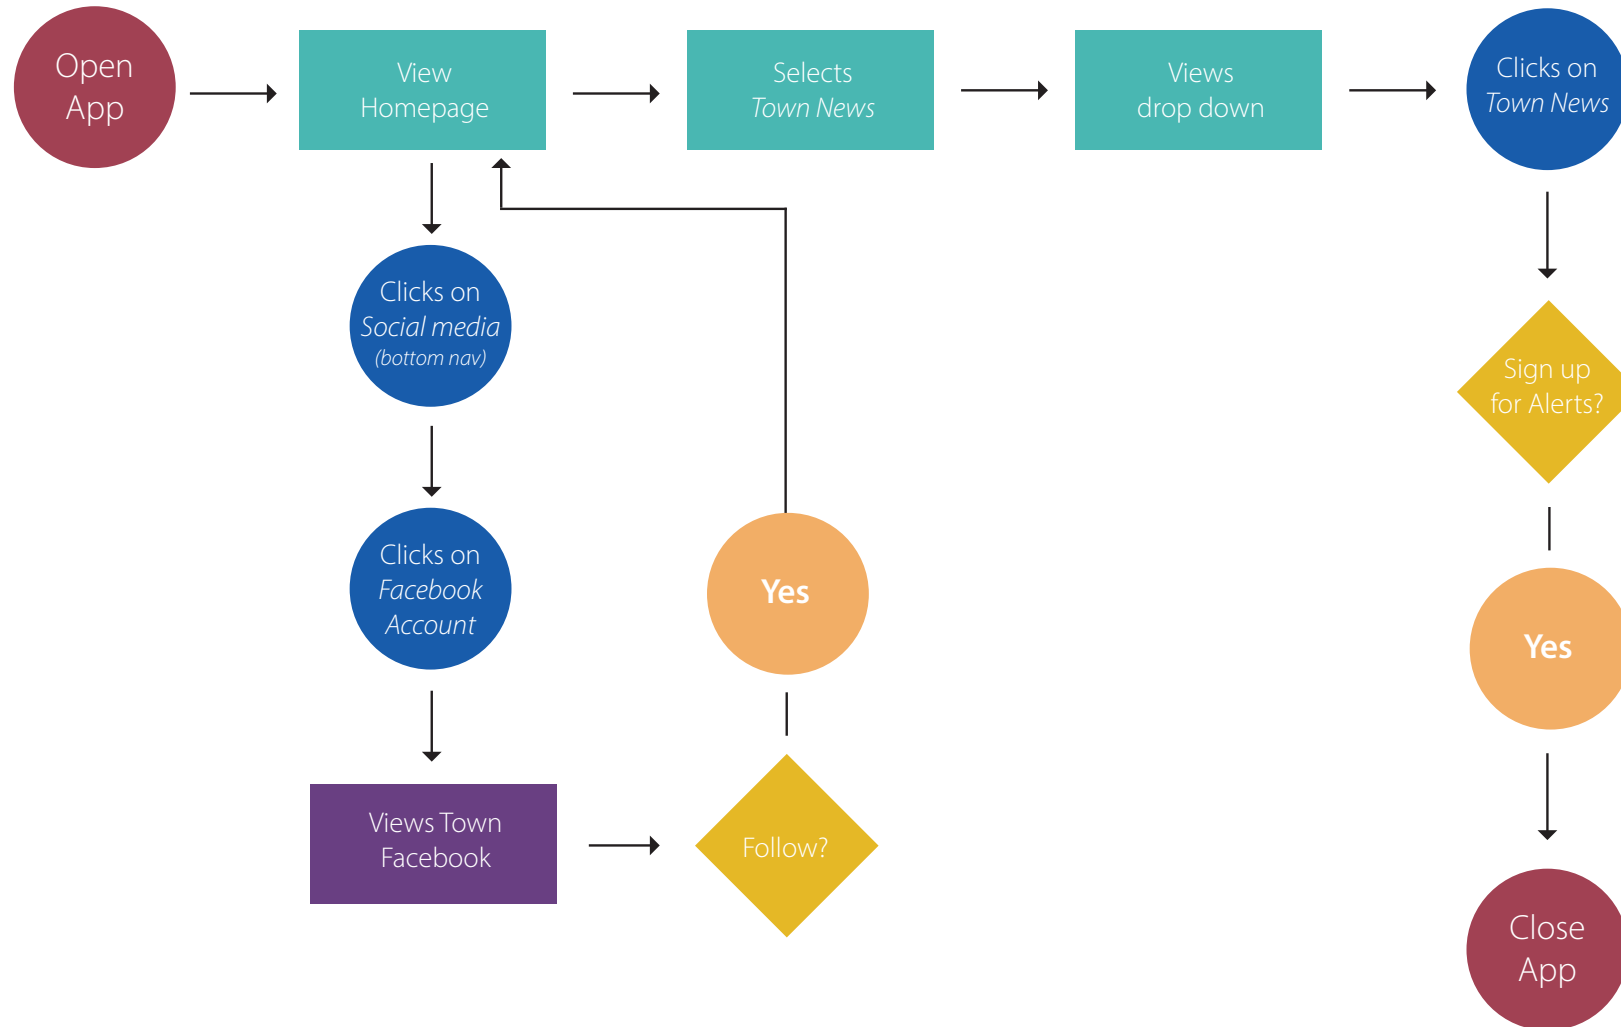 Open
App
View
Homepage
Selects
Town News
Views
drop down
Clicks on
Town News
Clicks on
Social media
(bottom nav)
Sign up
for Alerts?
Clicks on
Facebook
Account
Yes
Yes
Views Town
Facebook
Follow?
Close
App